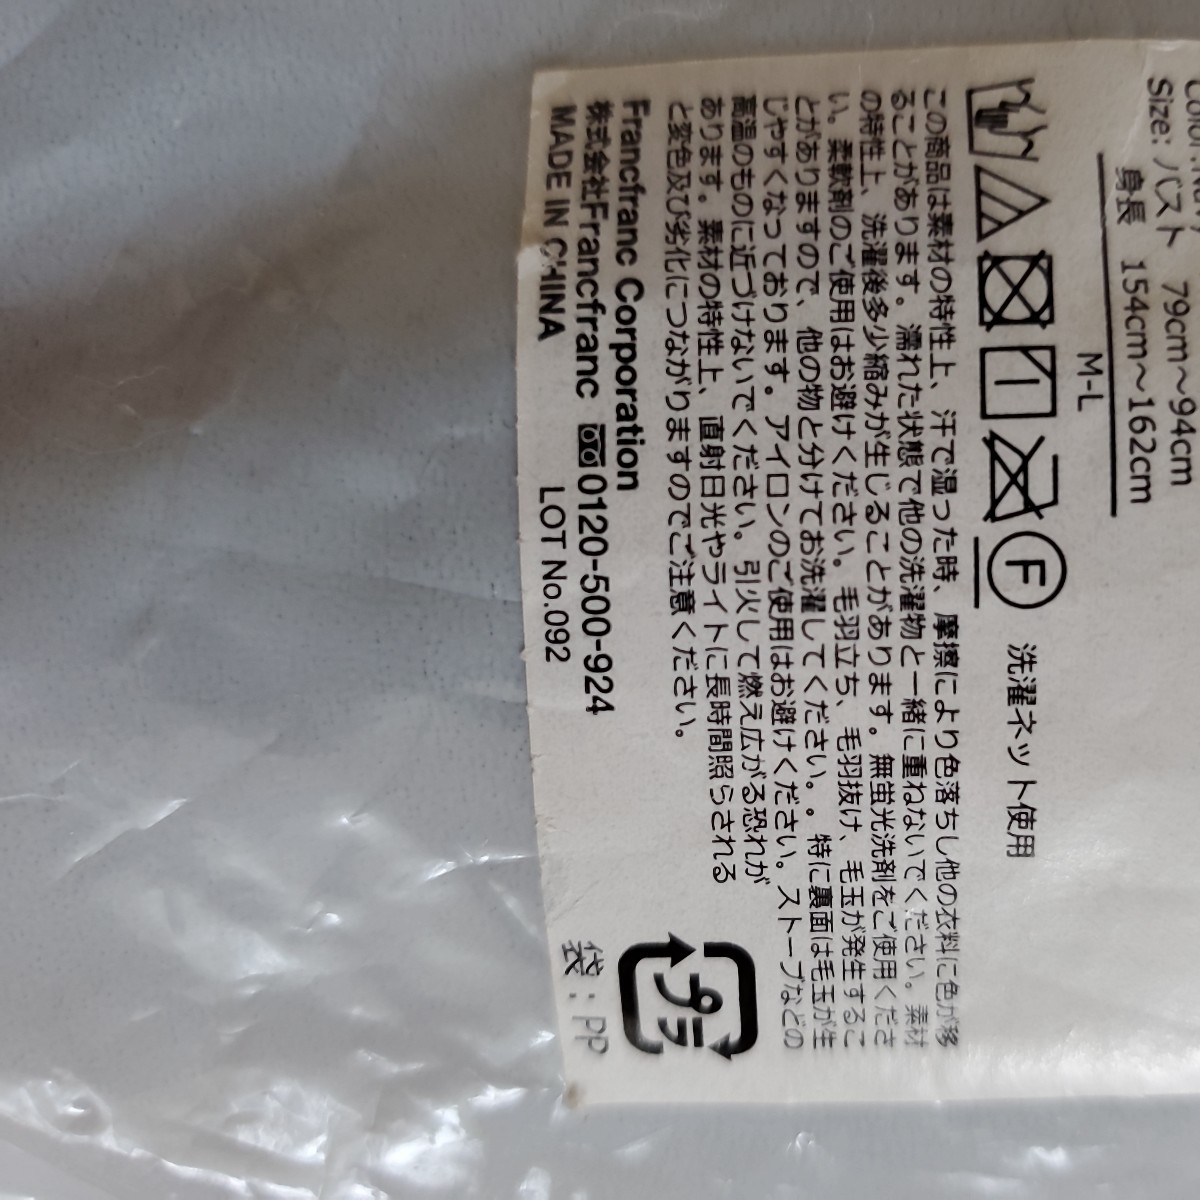 Size: バスト 79cm～94cm
身長 154cm～162cm
M-L
F 洗濯ネット使用
この商品は素材の特性上、汗で湿った時、摩擦により色落ちし他の衣料に色が移
ることがあります。濡れた状態で他の洗濯物と一緒に重ねないでください。素材
の特性上、洗濯後多少縮みが生じることがあります。無蛍光洗剤をご使用くださ
い。柔軟剤のご使用はお避けください。毛羽立ち、毛羽抜け、毛玉が発生するこ
とがありますので、他の物と分けてお洗濯してください。。特に裏面は毛玉が生
じやすくなっております。アイロンのご使用はお避けください。ストーブなどの
高温のものに近づけないでください。引火して燃え広がる恐れが
あります。素材の特性上、直射日光やライトに長時間照らされる
と変色及び劣化につながりますのでご注意ください。
Francfranc Corporation
株式会社Francfranc 0120-500-924
MADE IN CHINA LOT No.092
プラ
袋：PP